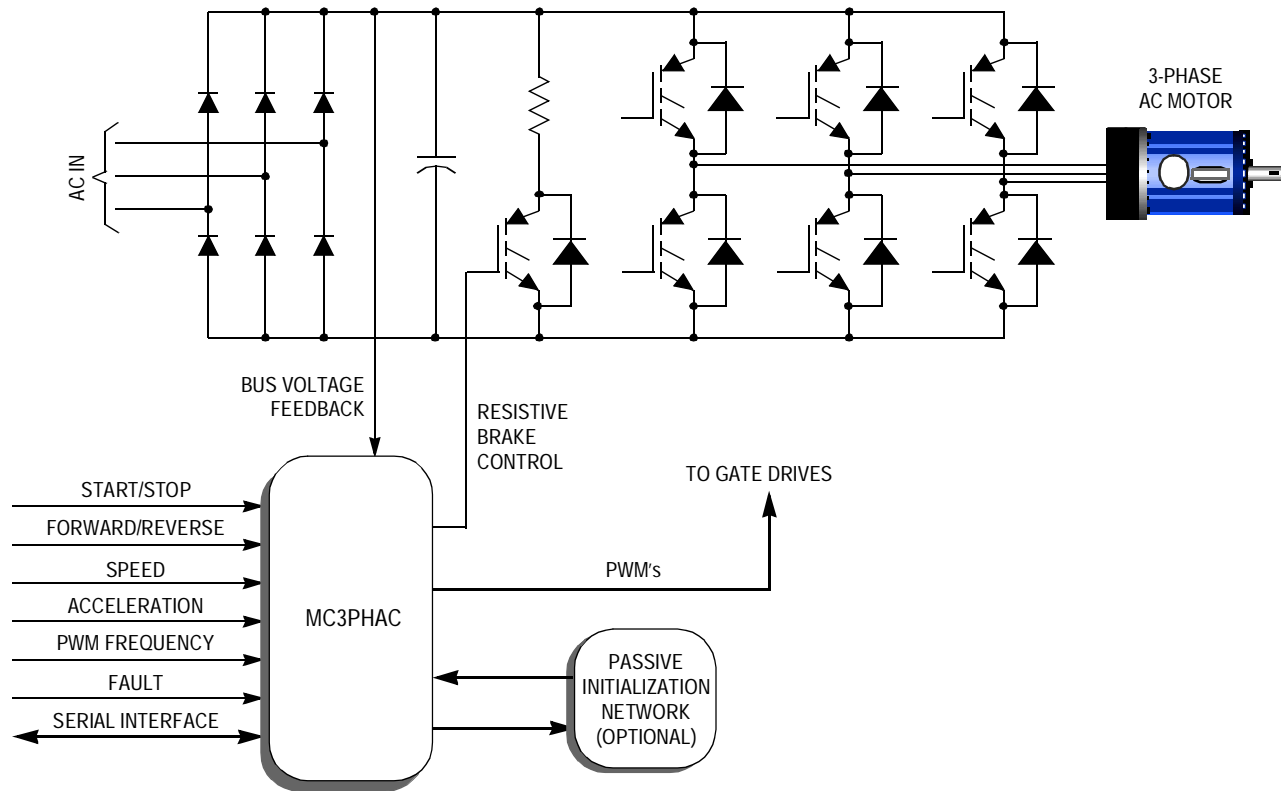 3-PHASE
AC MOTOR
AC IN
BUS VOLTAGE
FEEDBACK
RESISTIVE
BRAKE
CONTROL
TO GATE DRIVES
START/STOP
FORWARD/REVERSE
SPEED
ACCELERATION
PWM FREQUENCY
FAULT
SERIAL INTERFACE
MC3PHAC
PWM's
PASSIVE
INITIALIZATION
NETWORK
(OPTIONAL)